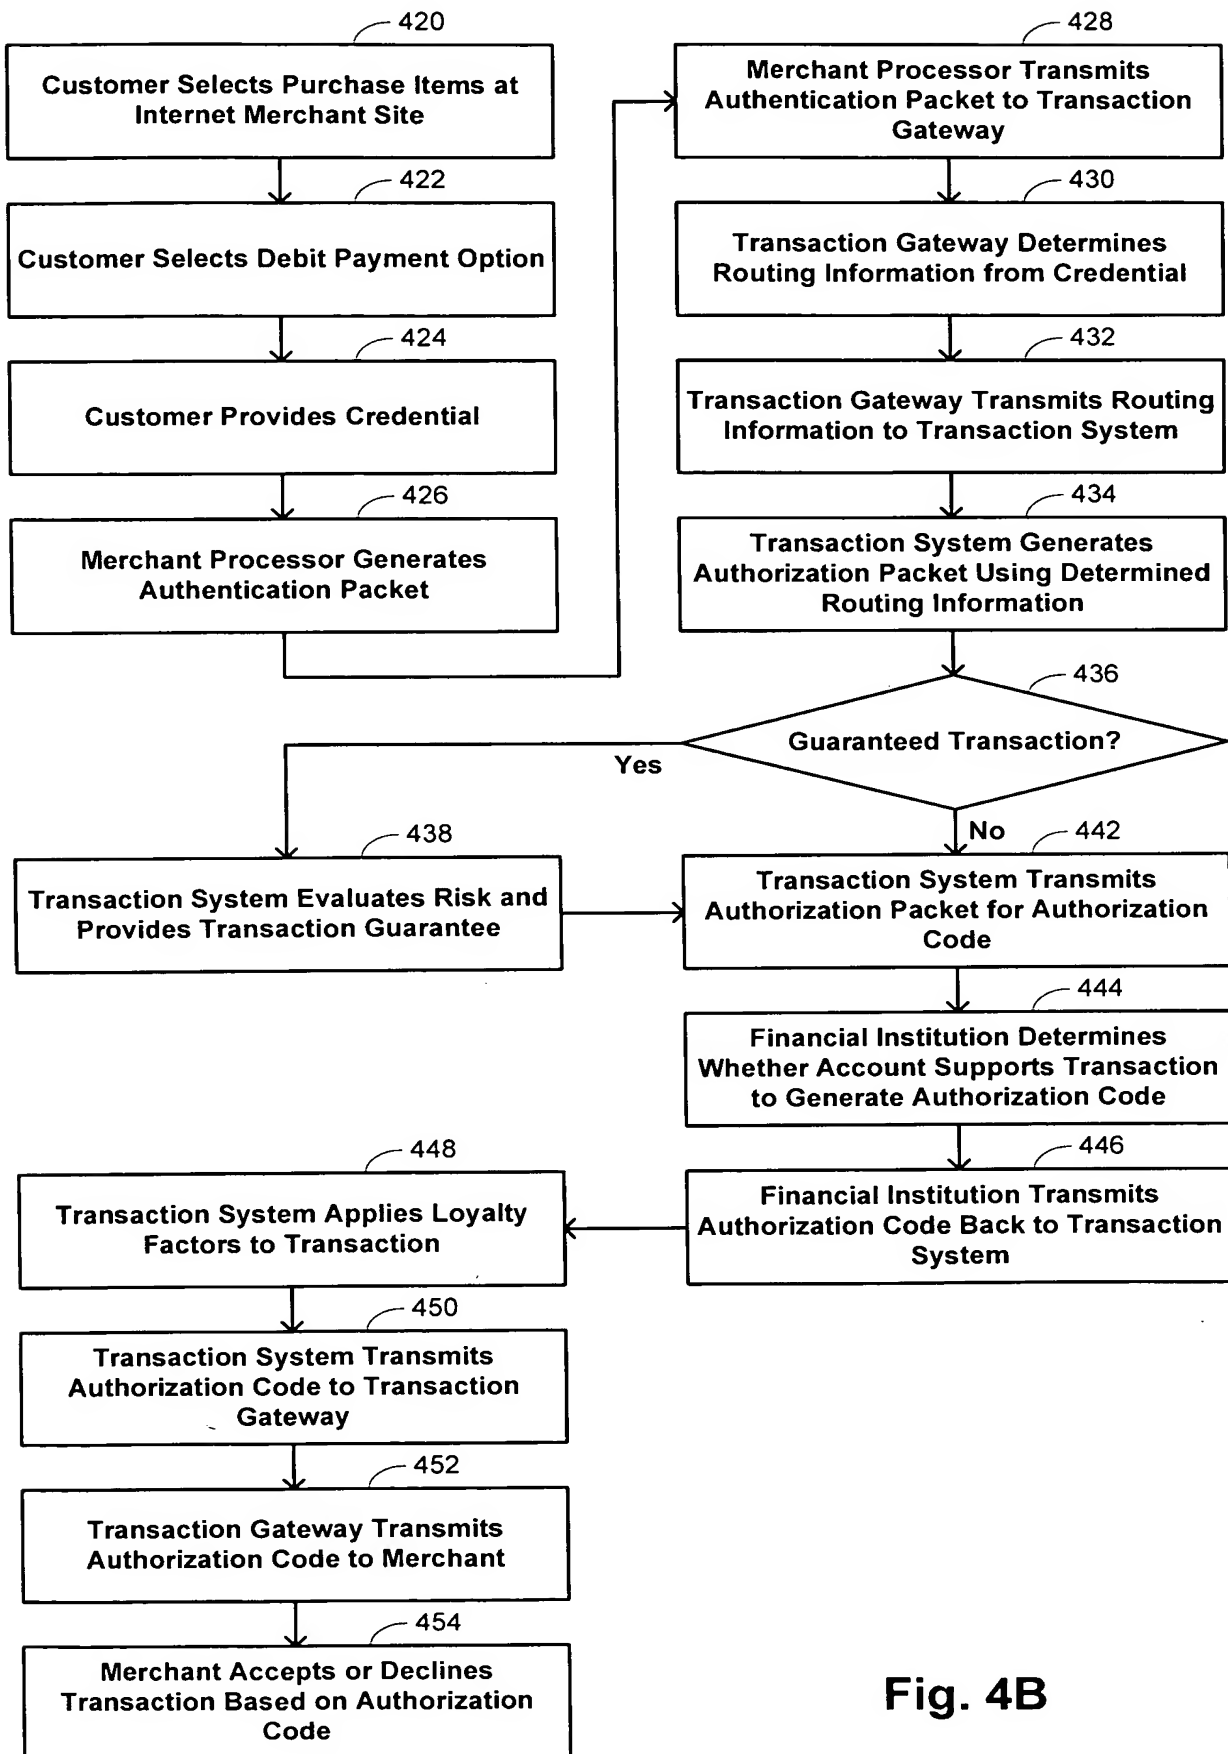 420
Customer Selects Purchase Items at
Internet Merchant Site
422
Customer Selects Debit Payment Option
424
Customer Provides Credential
426
Merchant Processor Generates
Authentication Packet
428
Merchant Processor Transmits
Authentication Packet to Transaction
Gateway
430
Transaction Gateway Determines
Routing Information from Credential
432
Transaction Gateway Transmits Routing
Information to Transaction System
434
Transaction System Generates
Authorization Packet Using Determined
Routing Information
436
Guaranteed Transaction?
Yes
No
438
Transaction System Evaluates Risk and
Provides Transaction Guarantee
442
Transaction System Transmits
Authorization Packet for Authorization
Code
444
Financial Institution Determines
Whether Account Supports Transaction
to Generate Authorization Code
446
Financial Institution Transmits
Authorization Code Back to Transaction
System
448
Transaction System Applies Loyalty
Factors to Transaction
450
Transaction System Transmits
Authorization Code to Transaction
Gateway
452
Transaction Gateway Transmits
Authorization Code to Merchant
454
Merchant Accepts or Declines
Transaction Based on Authorization
Code
Fig. 4B